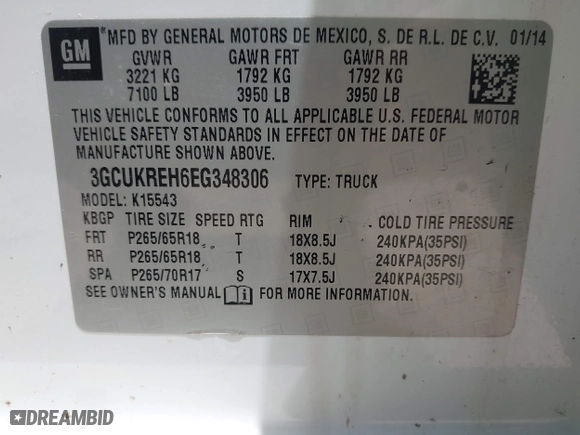 GM MFD BY GENERAL MOTORS DE MEXICO, S. DE R.L. DE C.V. 01/14
GVWR GAWR FRT GAWR RR
3221 KG 1792 KG 1792 KG
7100 LB 3950 LB 3950 LB
THIS VEHICLE CONFORMS TO ALL APPLICABLE U.S. FEDERAL MOTOR
VEHICLE SAFETY STANDARDS IN EFFECT ON THE DATE OF
MANUFACTURE SHOWN ABOVE.
3GCUKREH6EG348306 TYPE: TRUCK
MODEL: K15543
KBGP TIRE SIZE SPEED RTG RIM COLD TIRE PRESSURE
FRT P265/65R18 T 18X8.5J 240KPA(35PSI)
RR P265/65R18 T 18X8.5J 240KPA(35PSI)
SPA P265/70R17 S 17X7.5J 240KPA(35PSI)
SEE OWNER'S MANUAL FOR MORE INFORMATION.
DREAMBID